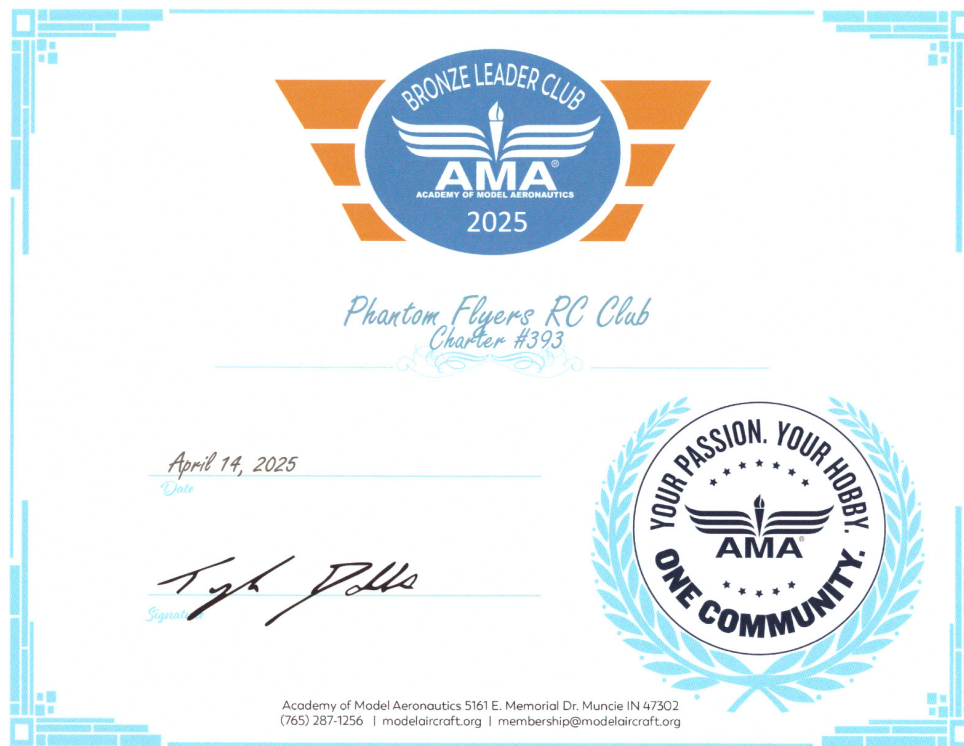 BRONZE LEADER CLUB
AMA®
ACADEMY OF MODEL AERONAUTICS
2025
Phantom Flyers RC Club
Charter #393
April 14, 2025
Date
Signature
YOUR PASSION. YOUR HOBBY.
AMA®
ONE COMMUNITY.
Academy of Model Aeronautics 5161 E. Memorial Dr. Muncie IN 47302
(765) 287-1256 | modelaircraft.org | membership@modelaircraft.org